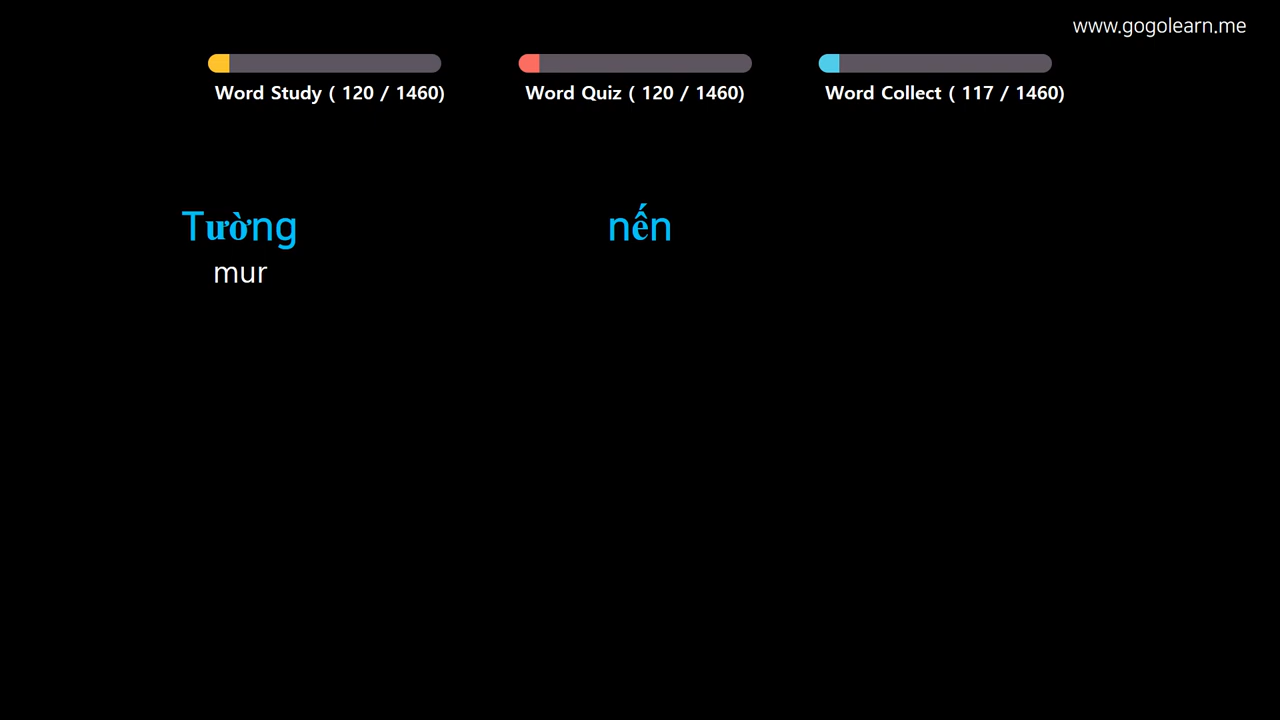 www.gogolearn.me
Word Study ( 120 / 1460)
Word Quiz ( 120 / 1460)
Word Collect ( 117 / 1460)
Tường
nến
mur